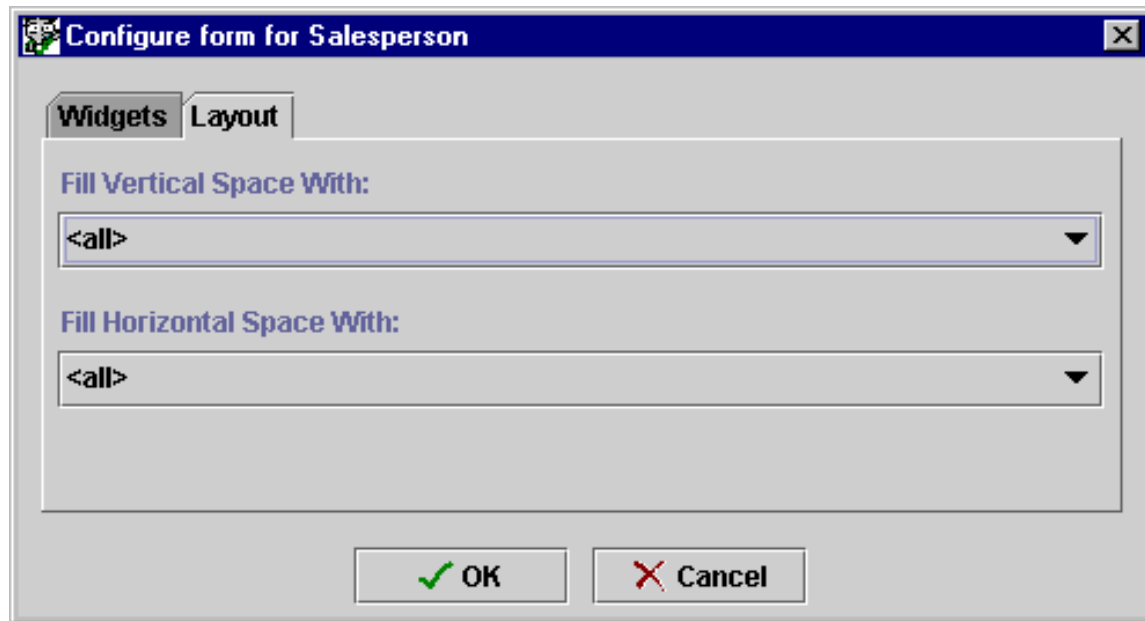 Configure form for Salesperson
Widgets Layout
Fill Vertical Space With:
<all>
Fill Horizontal Space With:
<all>
OK Cancel